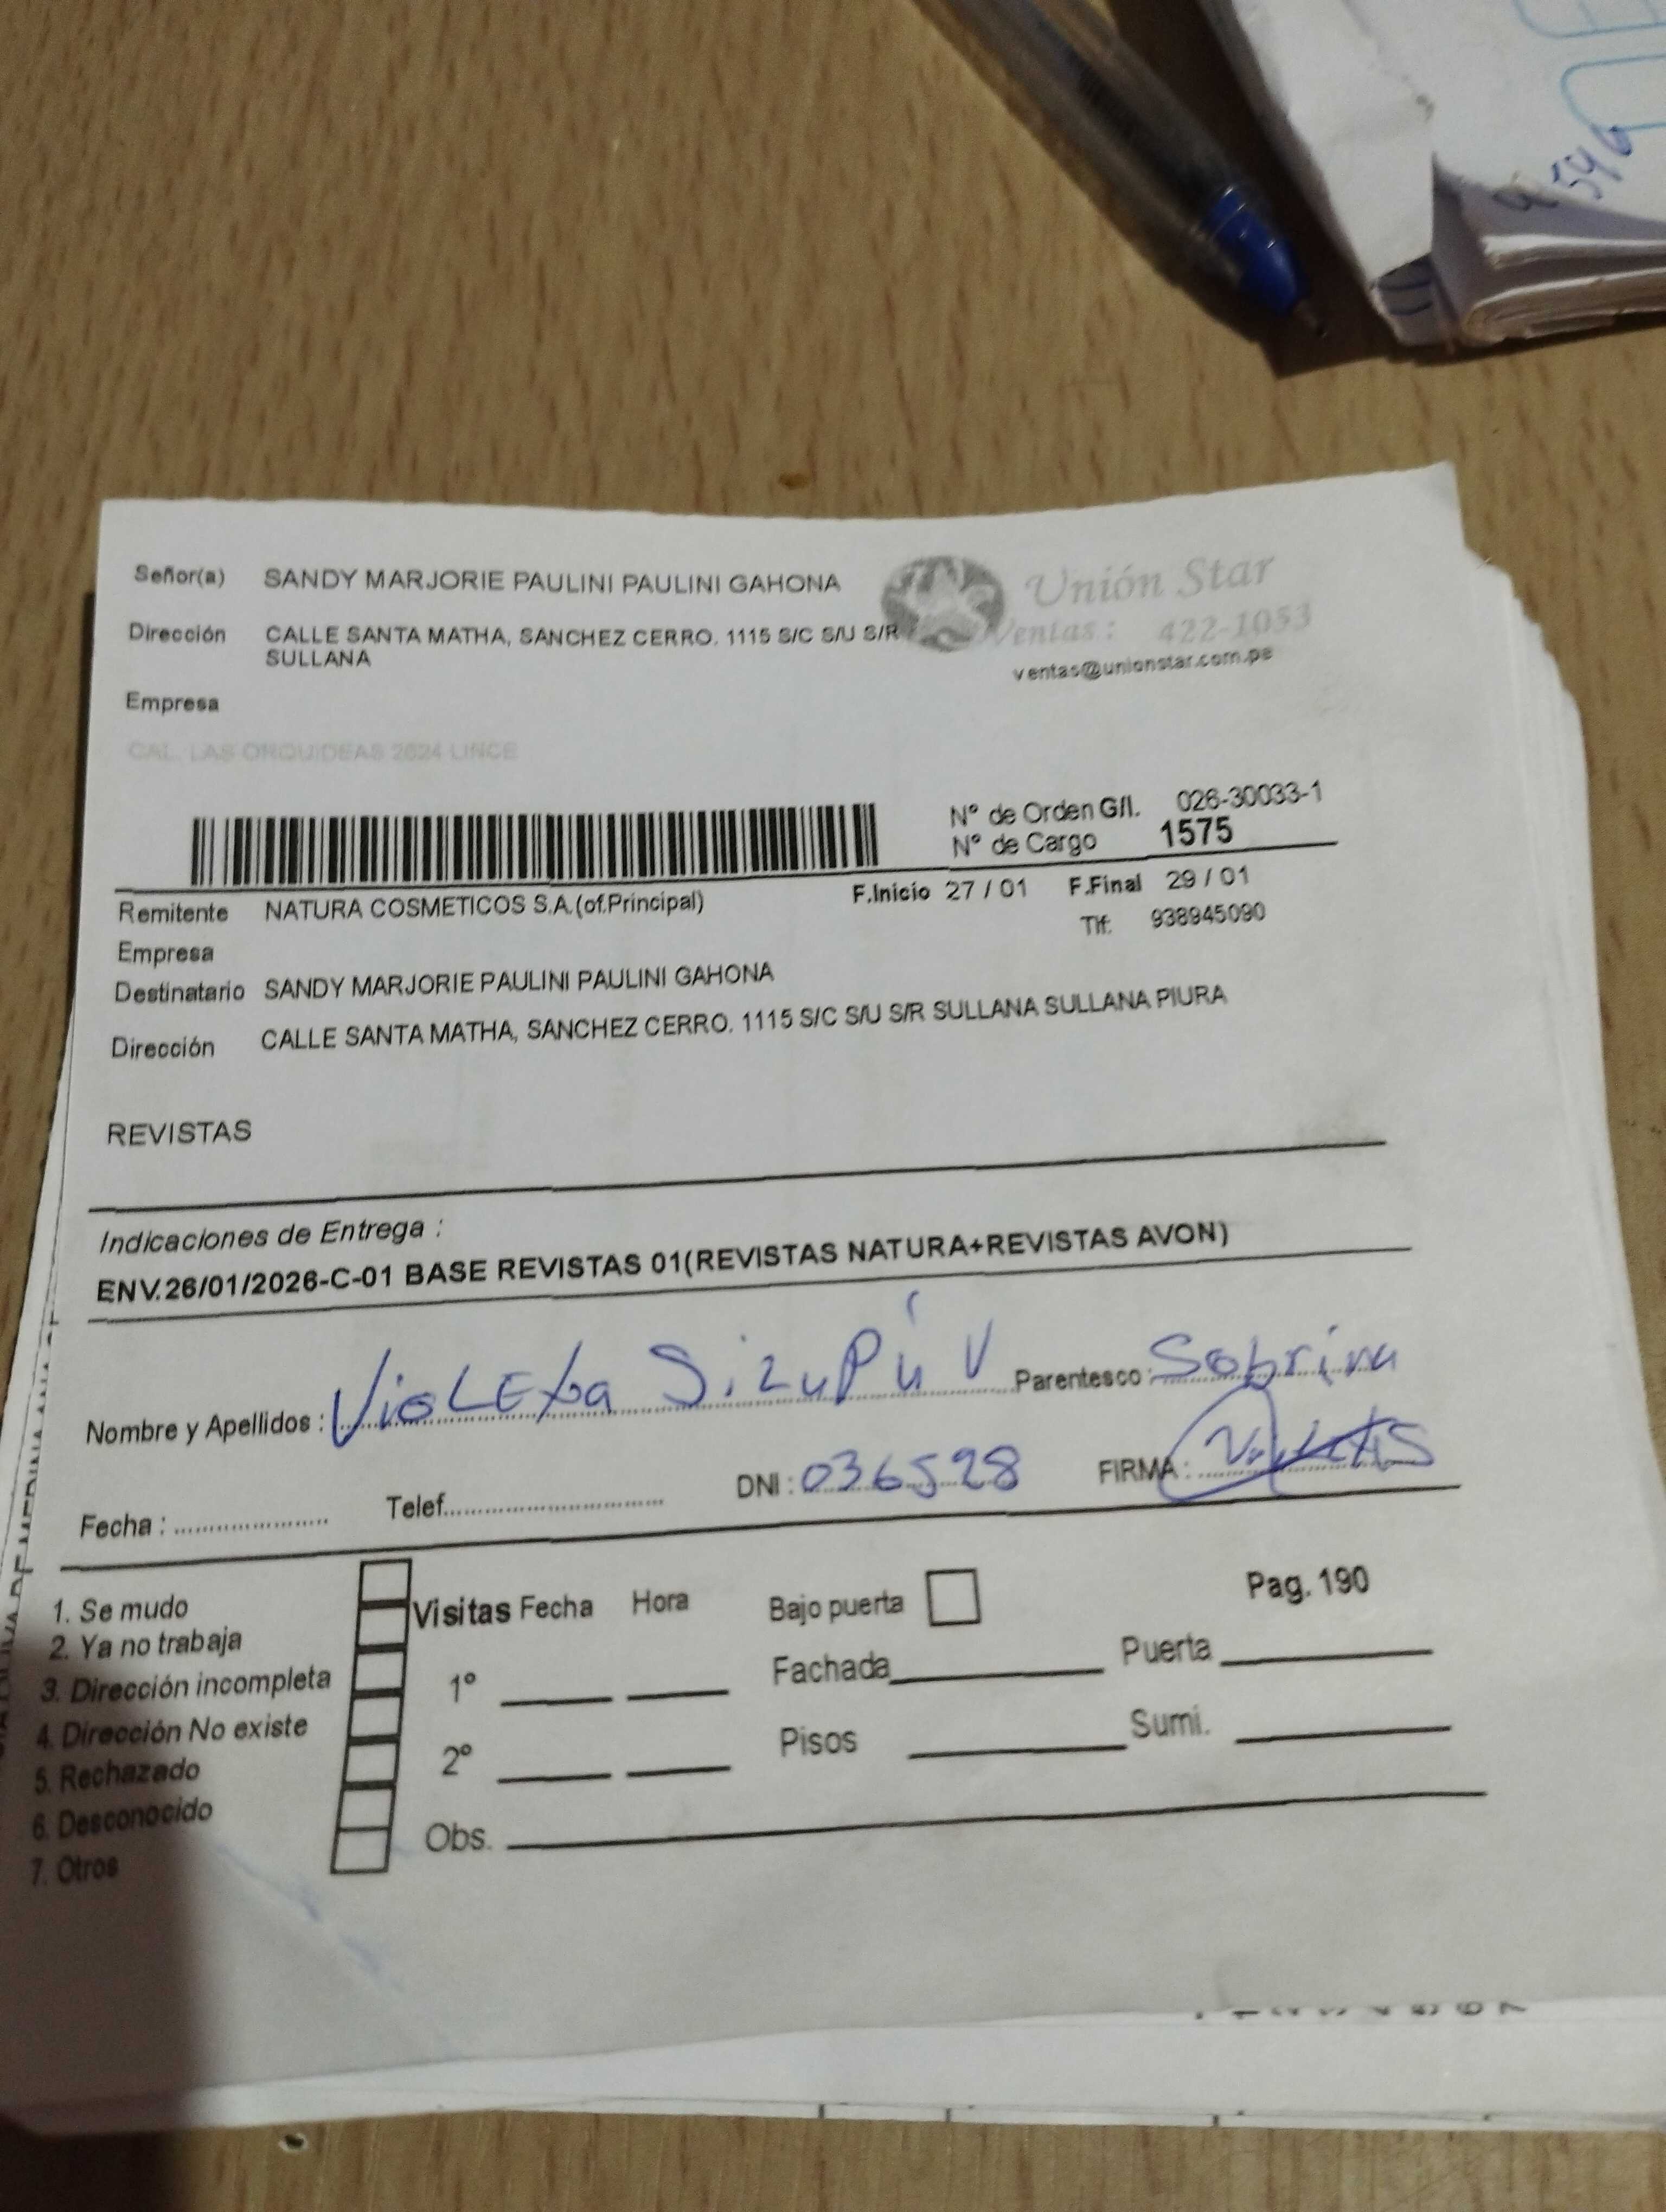 Señor(a) SANDY MARJORIE PAULINI PAULINI GAHONA
Unión Star
Dirección CALLE SANTA MATHA, SANCHEZ CERRO. 1115 S/C S/U S/R
SULLANA
Ventas : 422-1053
ventas@unionstar.com.pe
Empresa
CAL. LAS ORQUIDEAS 2624 LINCE
N° de Orden G/I. 026-30033-1
N° de Cargo 1575
Remitente NATURA COSMETICOS S.A.(of.Principal)
F.Inicio 27 / 01 F.Final 29 / 01
Empresa
Tlf: 938945090
Destinatario SANDY MARJORIE PAULINI PAULINI GAHONA
Dirección CALLE SANTA MATHA, SANCHEZ CERRO. 1115 S/C S/U S/R SULLANA SULLANA PIURA
REVISTAS
Indicaciones de Entrega :
ENV.26/01/2026-C-01 BASE REVISTAS 01(REVISTAS NATURA+REVISTAS AVON)
Nombre y Apellidos : VioLEta SizuPú V Parentesco : Sobrina
Fecha : Telef. DNI : 036528 FIRMA :
1. Se mudo
2. Ya no trabaja
3. Dirección incompleta
4. Dirección No existe
5. Rechazado
6. Desconocido
7. Otros
Visitas Fecha Hora Bajo puerta Pag. 190
1° Fachada Puerta
2° Pisos Sumi.
Obs.